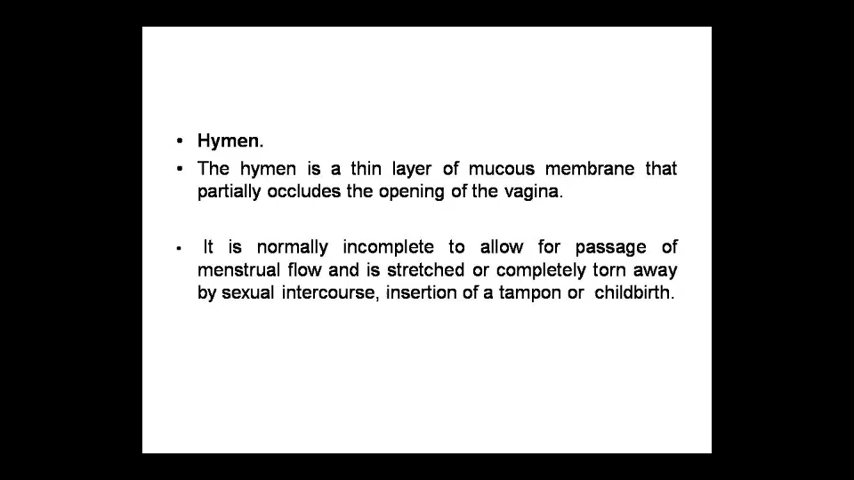 • Hymen.
• The hymen is a thin layer of mucous membrane that
partially occludes the opening of the vagina.
• It is normally incomplete to allow for passage of
menstrual flow and is stretched or completely torn away
by sexual intercourse, insertion of a tampon or childbirth.